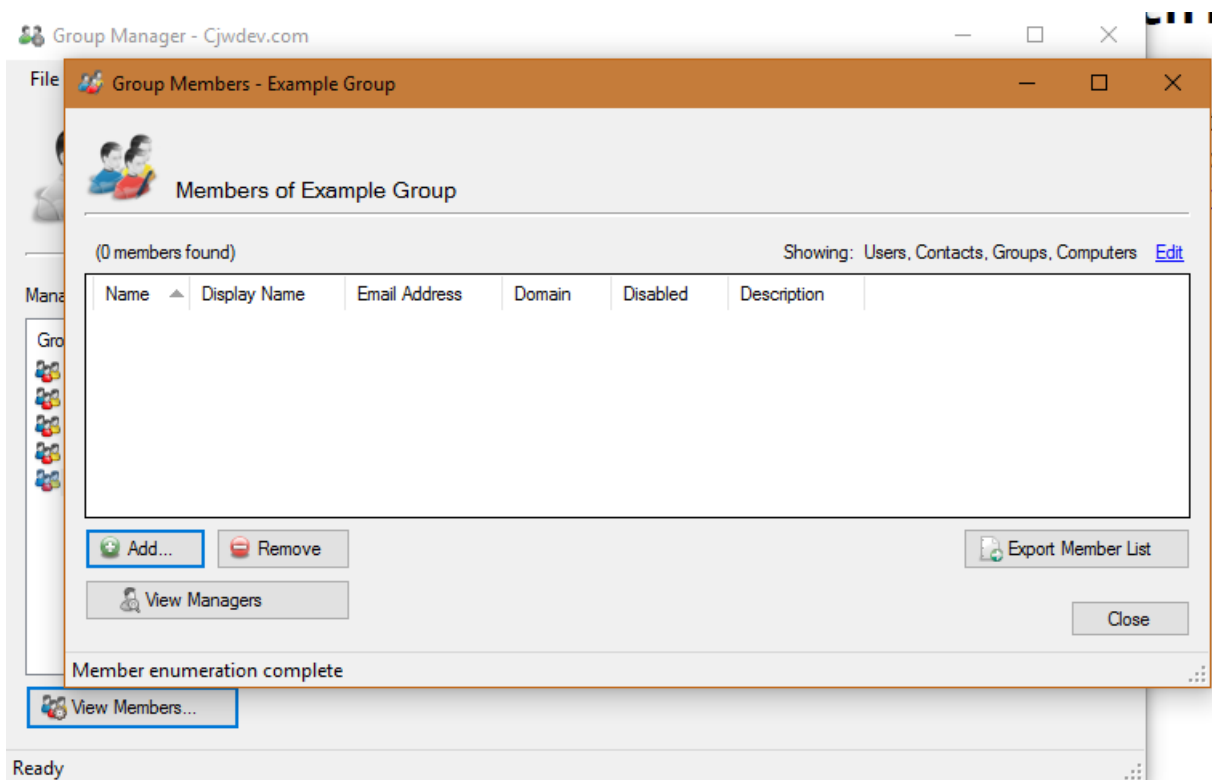 Group Manager - Cjwdev.com
File
Group Members - Example Group
Members of Example Group
(0 members found) Showing: Users, Contacts, Groups, Computers Edit
Name Display Name Email Address Domain Disabled Description
Add... Remove Export Member List
View Managers
Close
Member enumeration complete
View Members...
Ready